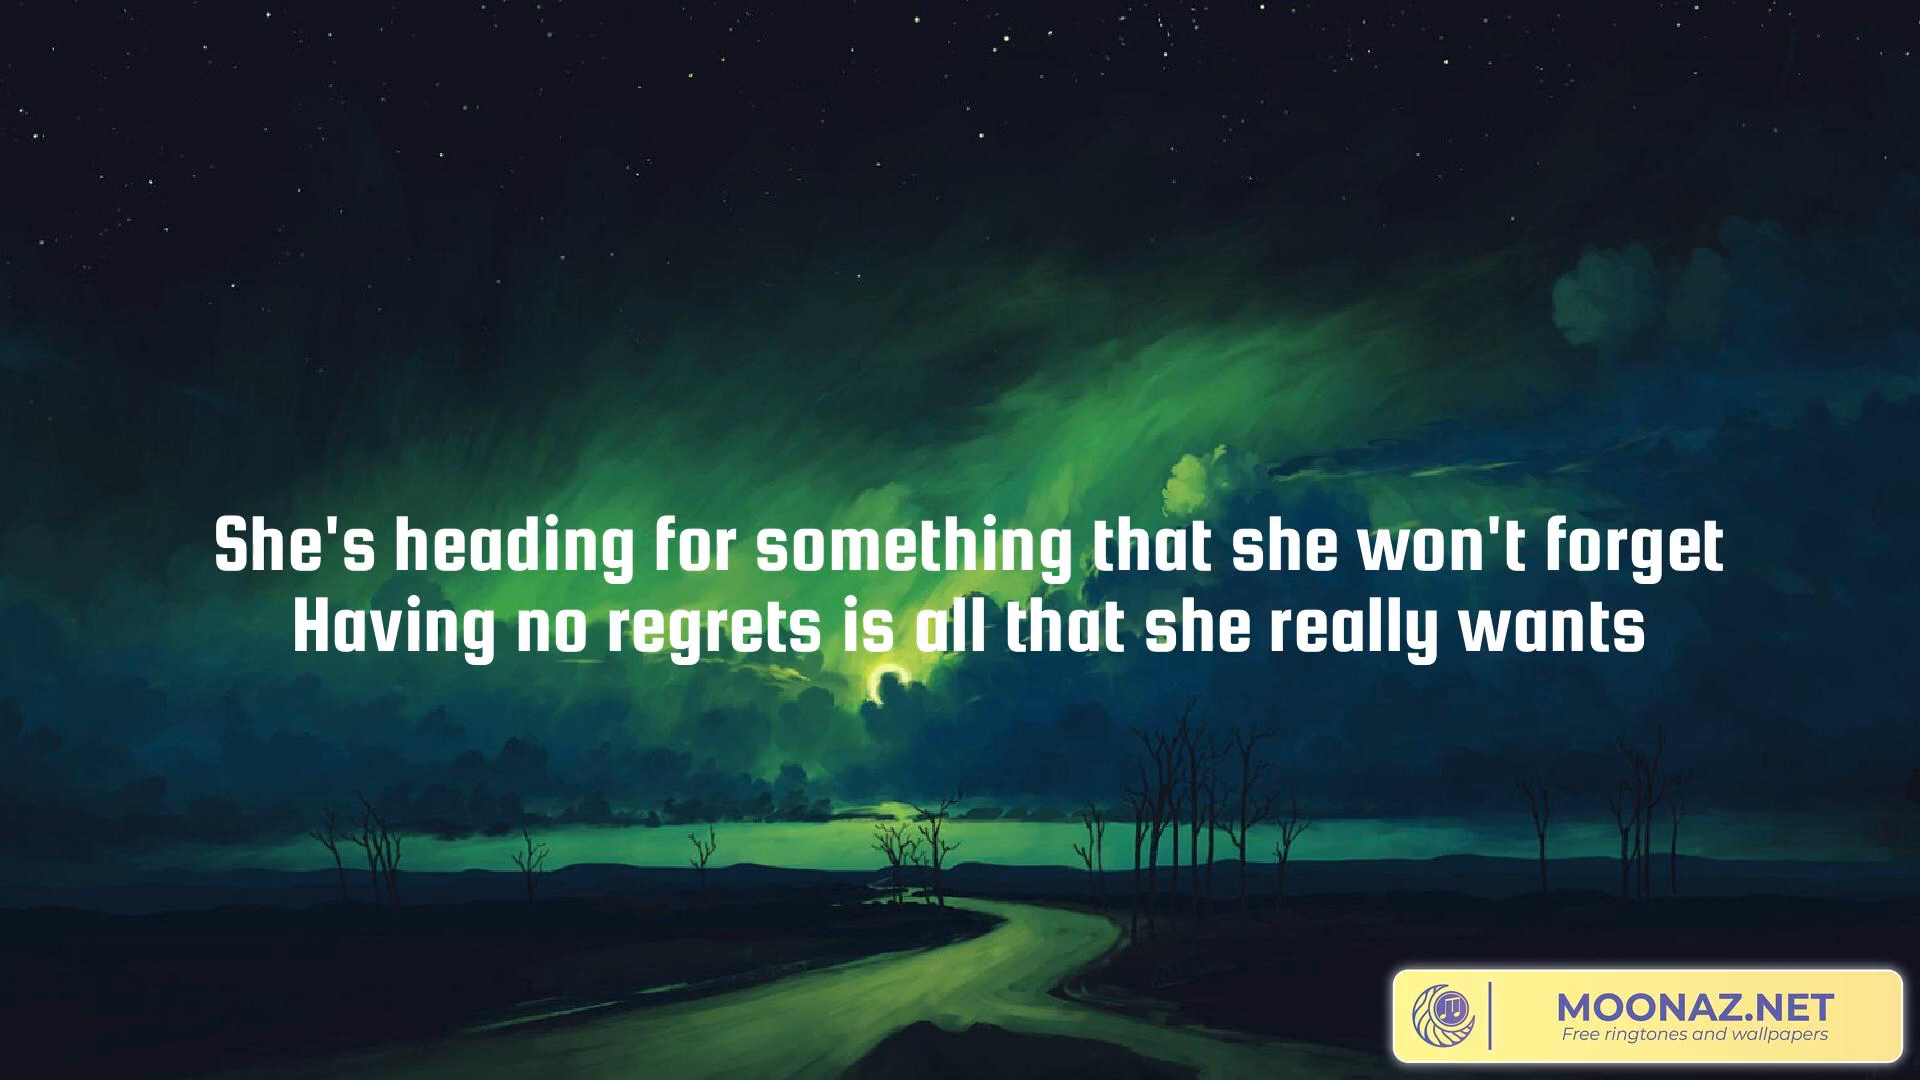 She's heading for something that she won't forget
Having no regrets is all that she really wants
MOONAZ.NET
Free ringtones and wallpapers